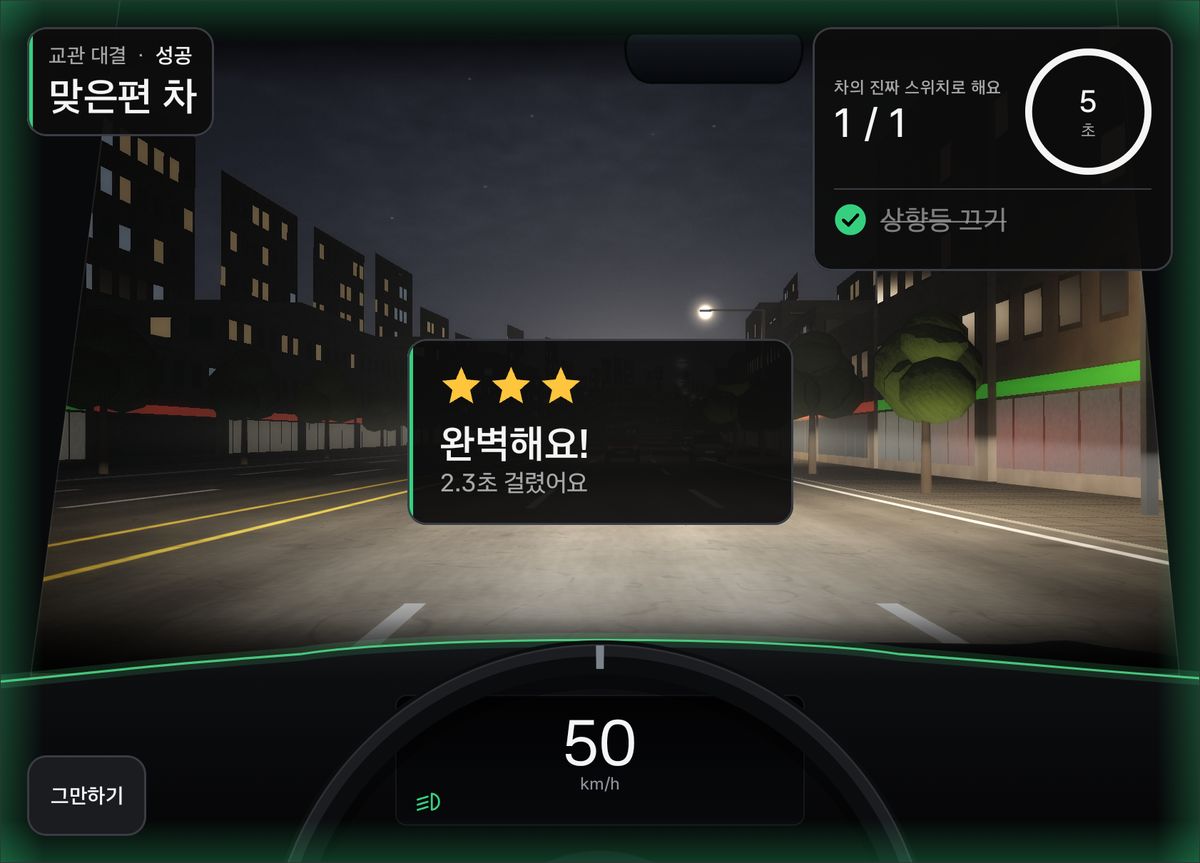 교관 대결 · 성공
맞은편 차
차의 진짜 스위치로 해요
1 / 1
5
초
상향등 끄기
완벽해요!
2.3초 걸렸어요
50
km/h
그만하기